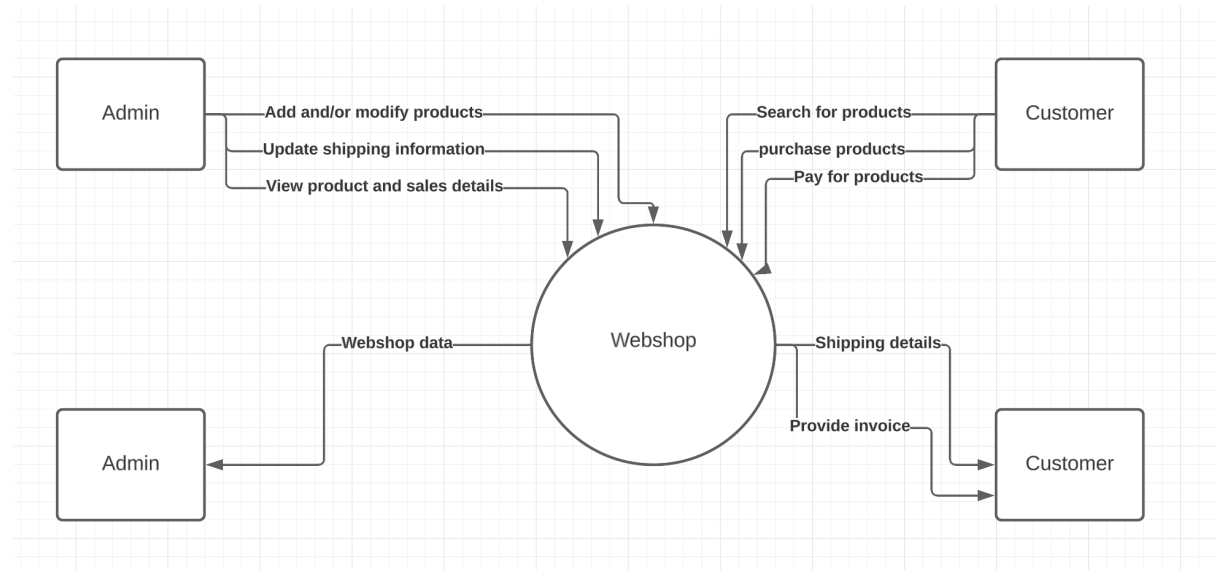 Admin
Add and/or modify products
Update shipping information
View product and sales details
Customer
Search for products
purchase products
Pay for products
Webshop
Webshop data
Shipping details
Provide invoice
Admin
Customer